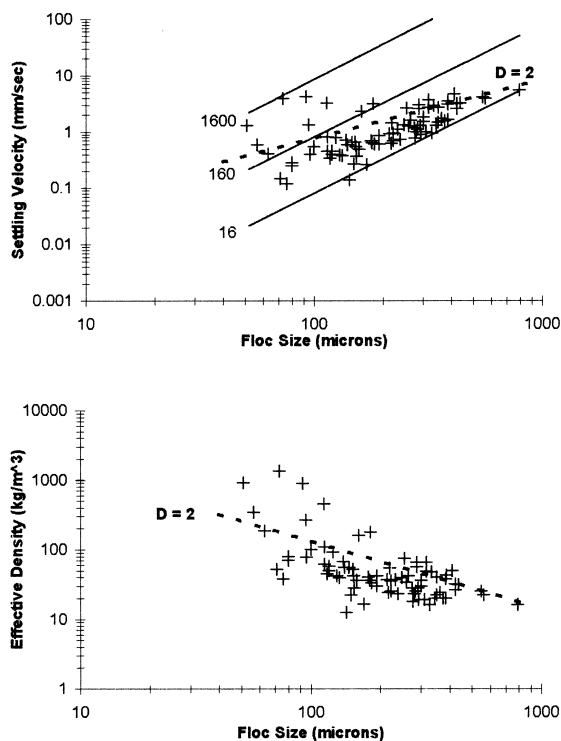 100
10
1
0.1
0.01
0.001
Settling Velocity (mm/sec)
1600
160
16
D = 2
10 100 1000
Floc Size (microns)
10000
1000
100
10
1
Effective Density (kg/m^3)
D = 2
10 100 1000
Floc Size (microns)